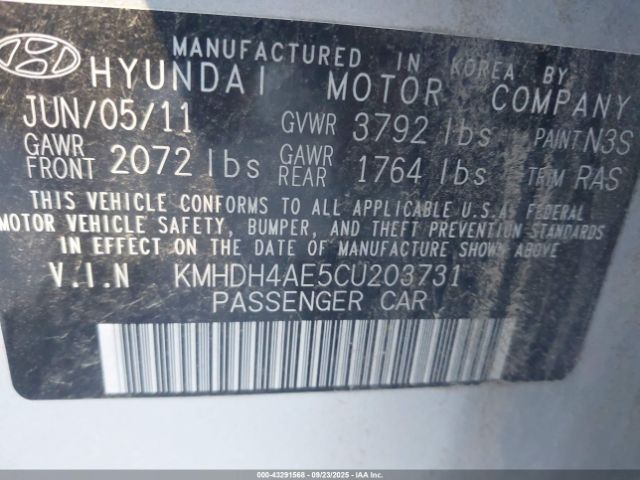 MANUFACTURED IN KOREA BY
HYUNDAI MOTOR COMPANY
JUN/05/11 GVWR 3792 lbs PAINT N3S
GAWR FRONT 2072 lbs GAWR REAR 1764 lbs TRIM RAS
THIS VEHICLE CONFORMS TO ALL APPLICABLE U.S.A. FEDERAL
MOTOR VEHICLE SAFETY, BUMPER, AND THEFT PREVENTION STANDARDS
IN EFFECT ON THE DATE OF MANUFACTURE SHOWN ABOVE
V.I.N KMHDH4AE5CU203731
PASSENGER CAR
000-43291568 - 09/23/2025 - IAAI.COM